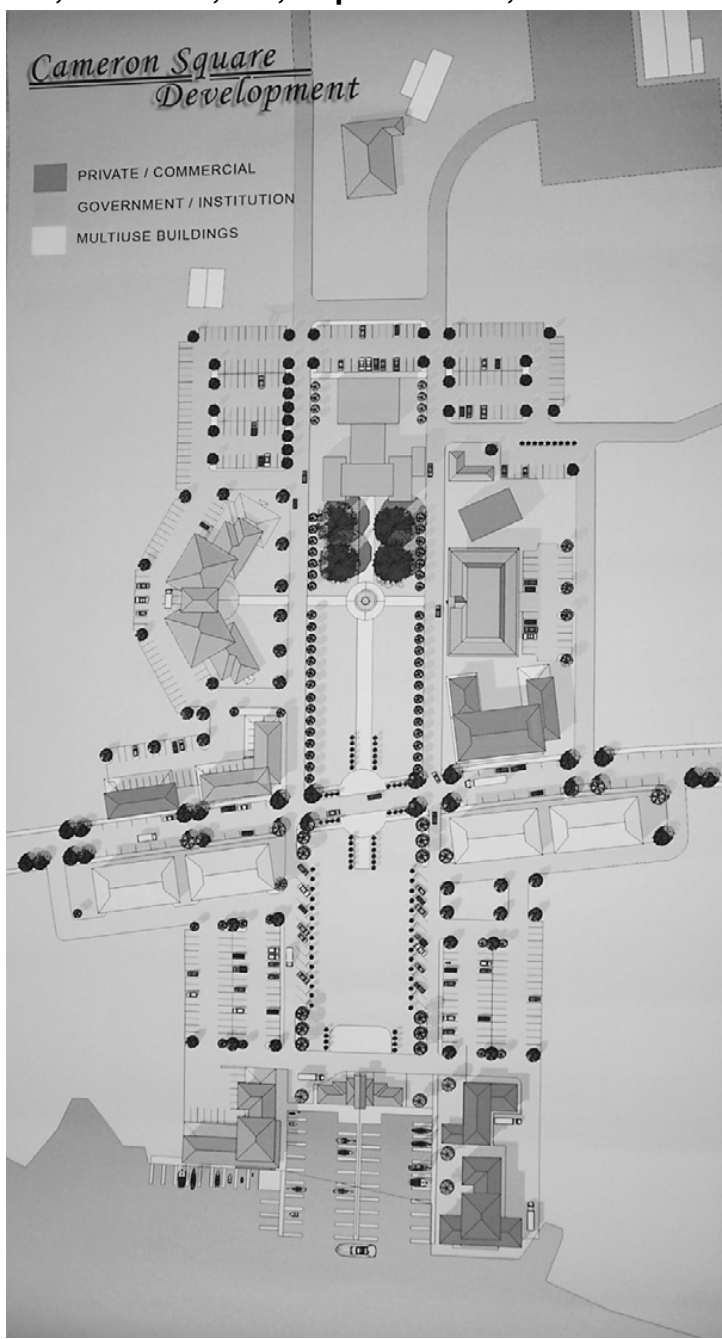 Cameron Square
Development
PRIVATE / COMMERCIAL
GOVERNMENT / INSTITUTION
MULTIUSE BUILDINGS